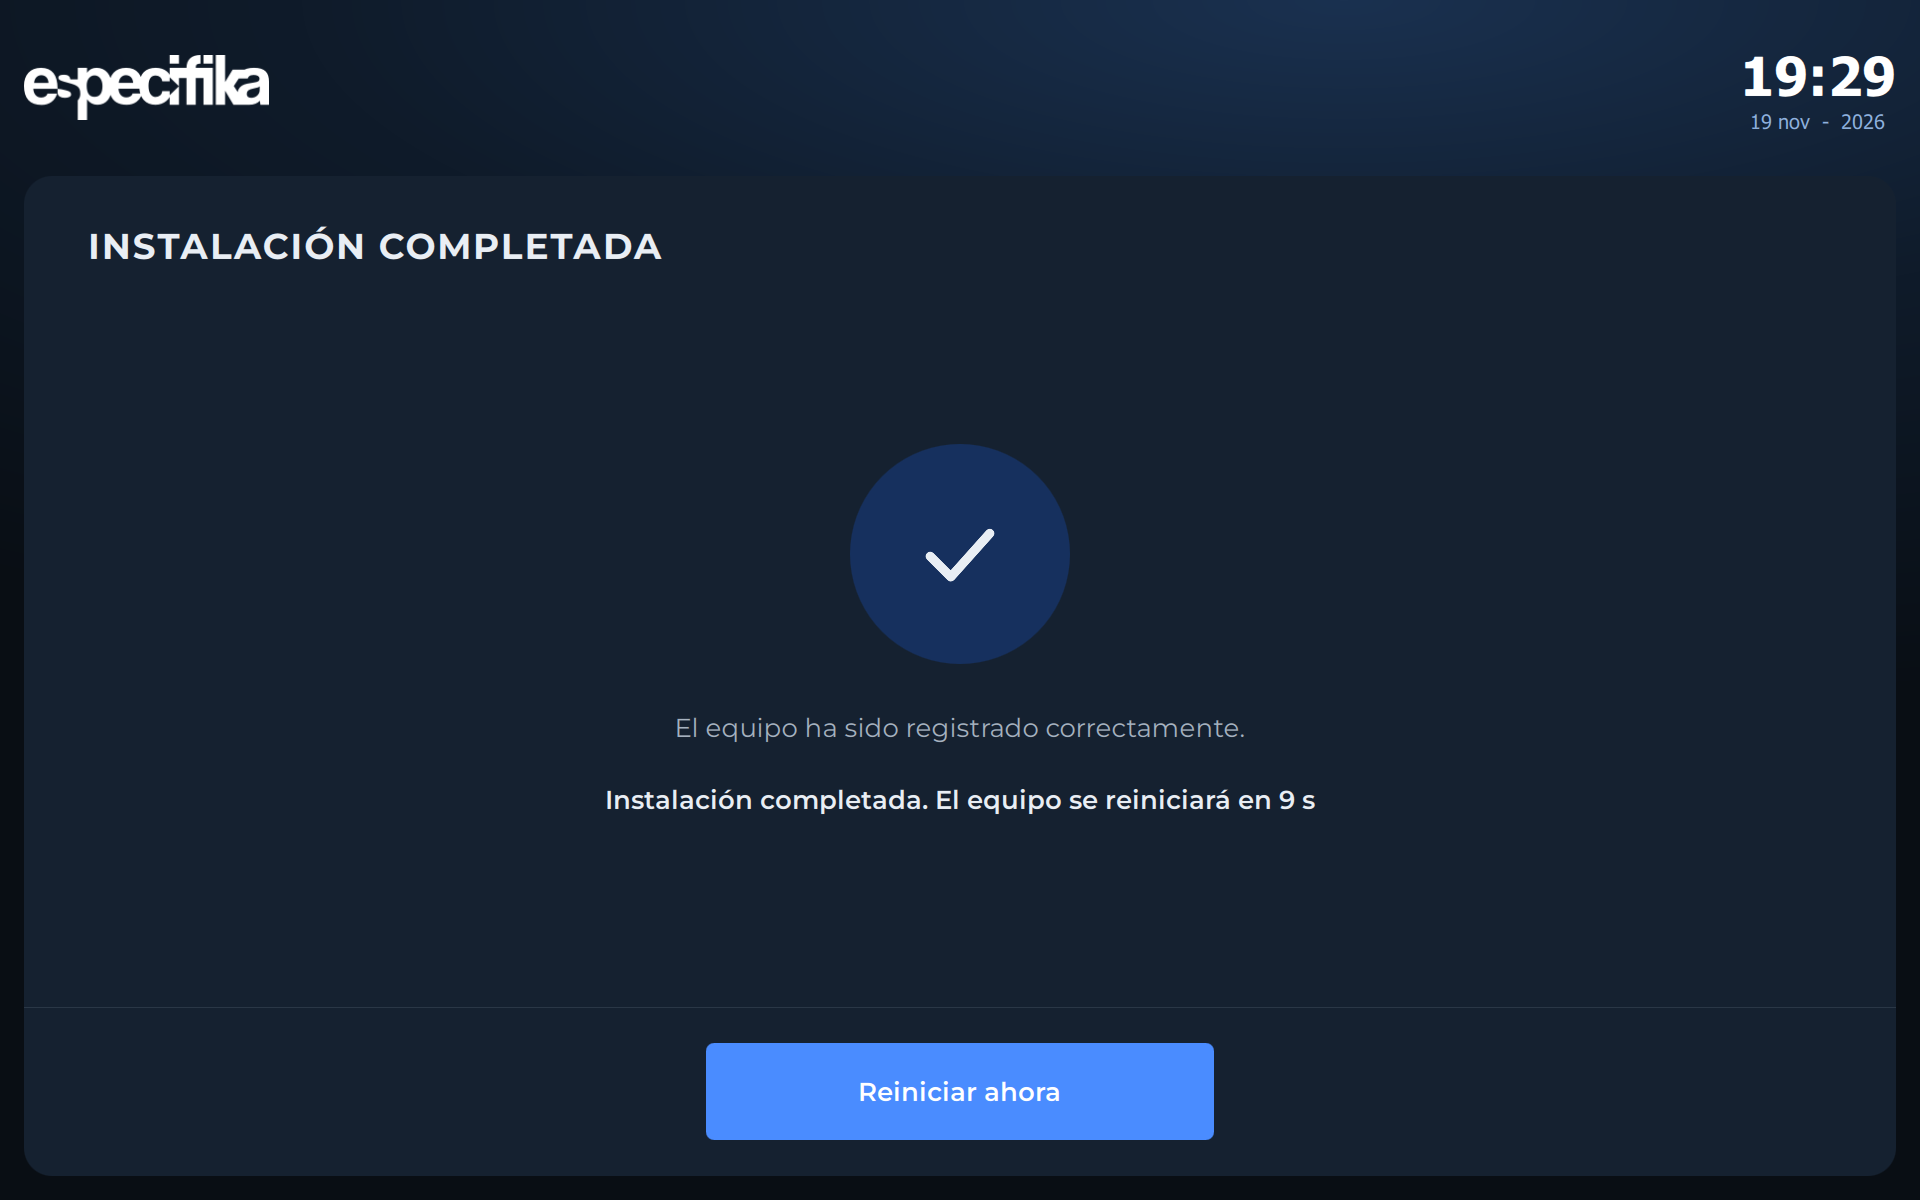 especifika
19:29
19 nov - 2026
INSTALACIÓN COMPLETADA
El equipo ha sido registrado correctamente.
Instalación completada. El equipo se reiniciará en 9 s
Reiniciar ahora